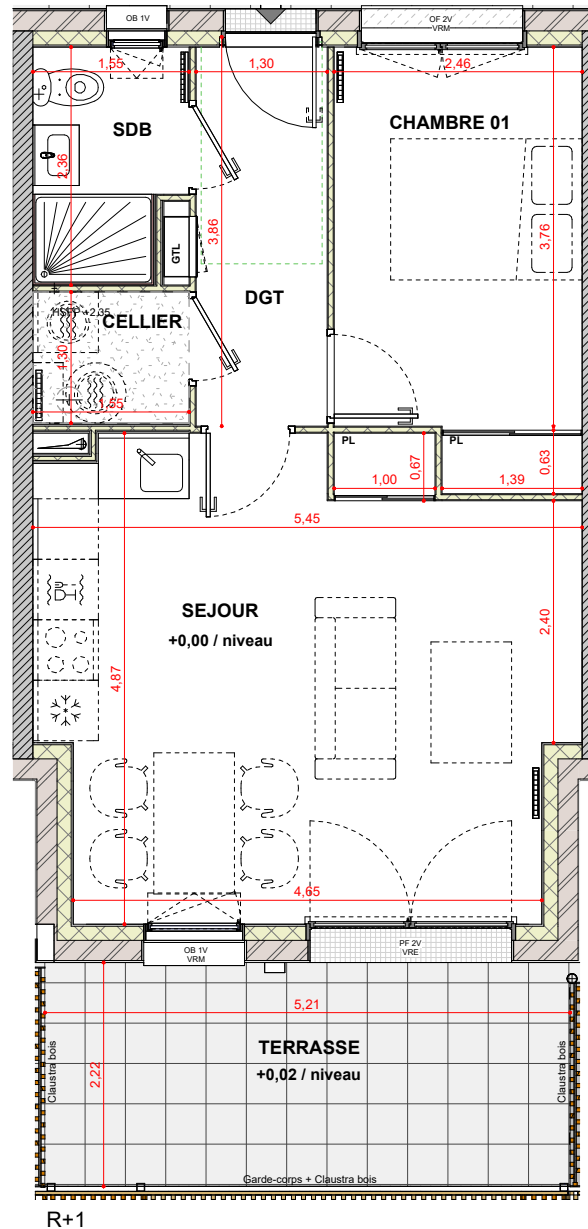 OB 1V
OF 2V
VRM
1,55
1,30
2,46
SDB
CHAMBRE 01
2,36
3,86
3,76
GTL
DGT
HSFP +2,35
CELLIER
1,30
1,55
PL
PL
0,67
0,63
1,00
1,39
5,45
SEJOUR
+0,00 / niveau
2,40
4,87
4,65
OB 1V
VRM
PF 2V
VRE
5,21
TERRASSE
+0,02 / niveau
2,22
Claustra bois
Claustra bois
Garde-corps + Claustra bois
R+1